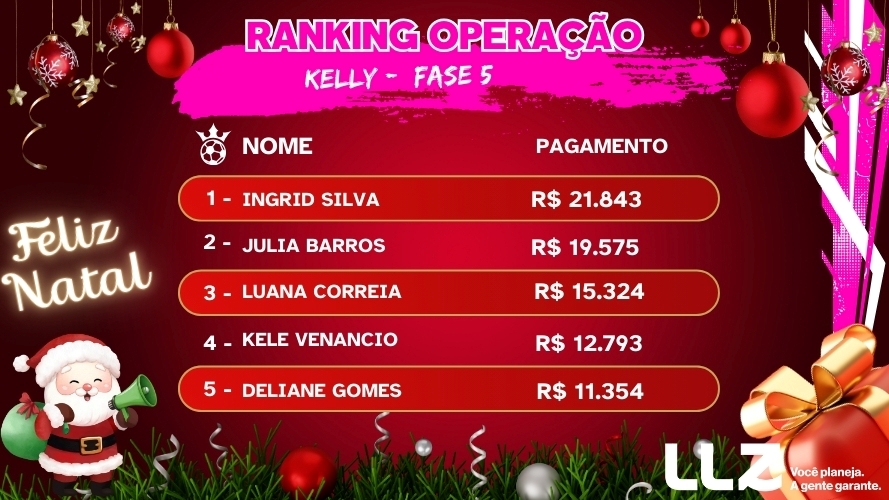 RANKING OPERAÇÃO
KELLY - FASE 5
NOME PAGAMENTO
1 - INGRID SILVA R$ 21.843
2 - JULIA BARROS R$ 19.575
3 - LUANA CORREIA R$ 15.324
4 - KELE VENANCIO R$ 12.793
5 - DELIANE GOMES R$ 11.354
Feliz
Natal
LLZ
Você planeja.
A gente garante.